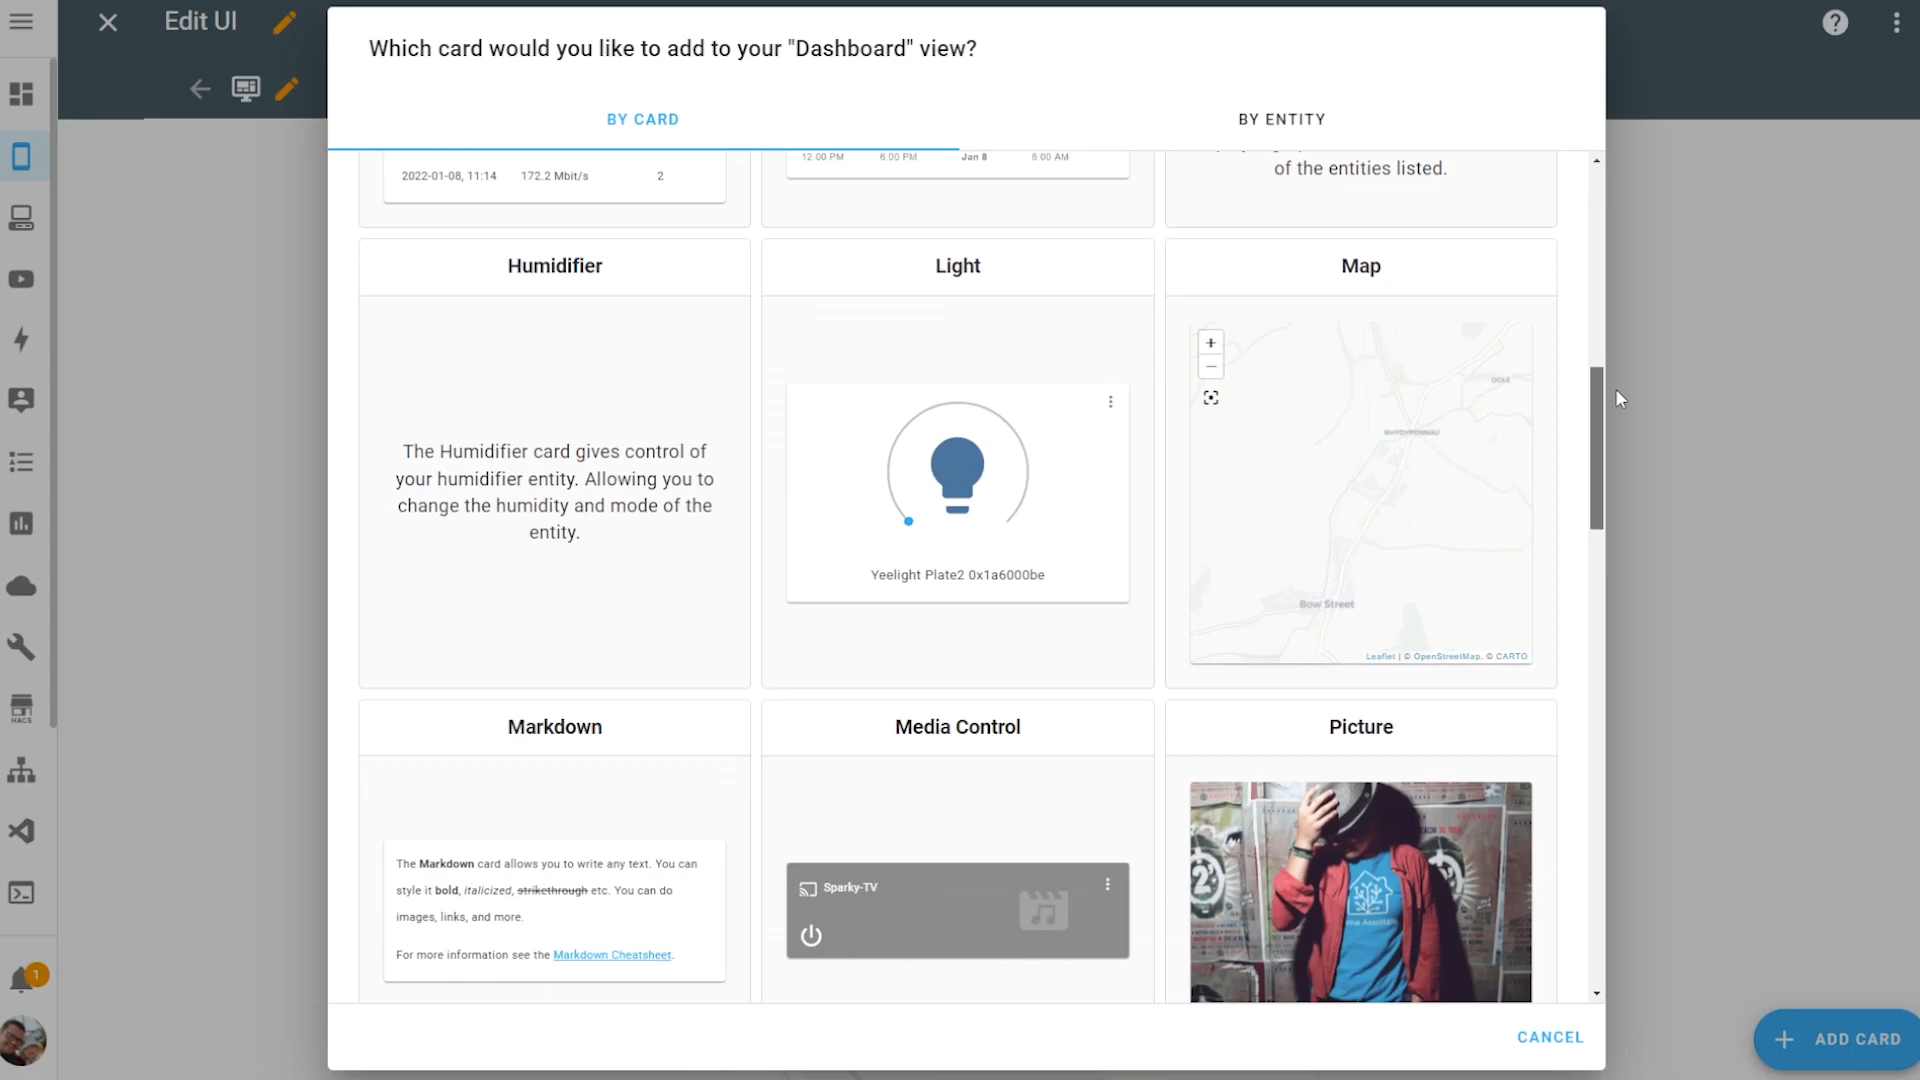 Edit UI
Which card would you like to add to your "Dashboard" view?
BY CARD
BY ENTITY
2022-01-08, 11:14 172.2 Mbit/s 2
12:00 PM 6:00 PM Jan 8 6:00 AM
of the entities listed.
Humidifier
Light
Map
The Humidifier card gives control of
your humidifier entity. Allowing you to
change the humidity and mode of the
entity.
Yeelight Plate2 0x1a6000be
+
−
DOLE
RHYDYPENNAU
Bow Street
Leaflet | © OpenStreetMap, © CARTO
Markdown
Media Control
Picture
The Markdown card allows you to write any text. You can
style it bold, italicized, strikethrough etc. You can do
images, links, and more.
For more information see the Markdown Cheatsheet.
Sparky-TV
me Assista
HACS
1
CANCEL
+ ADD CARD